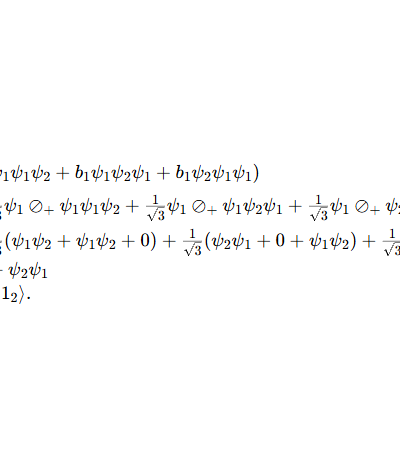 ₁ψ₁ψ₁ψ₂ + b₁ψ₁ψ₂ψ₁ + b₁ψ₂ψ₁ψ₁)
ψ₁ ⊘₊ ψ₁ψ₁ψ₂ + 1/√3 ψ₁ ⊘₊ ψ₁ψ₂ψ₁ + 1/√3 ψ₁ ⊘₊
(ψ₁ψ₂ + ψ₁ψ₂ + 0) + 1/√3 (ψ₂ψ₁ + 0 + ψ₁ψ₂) + 1/√3
ψ₂ψ₁
1₂⟩.